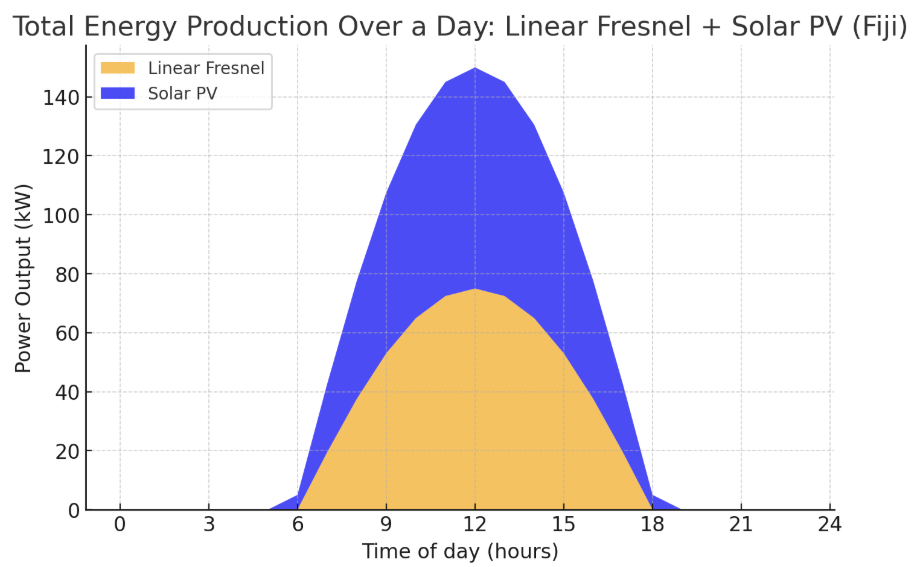 Total Energy Production Over a Day: Linear Fresnel + Solar PV (Fiji)
Linear Fresnel
Solar PV
Power Output (kW)
140
120
100
80
60
40
20
0
0 3 6 9 12 15 18 21 24
Time of day (hours)